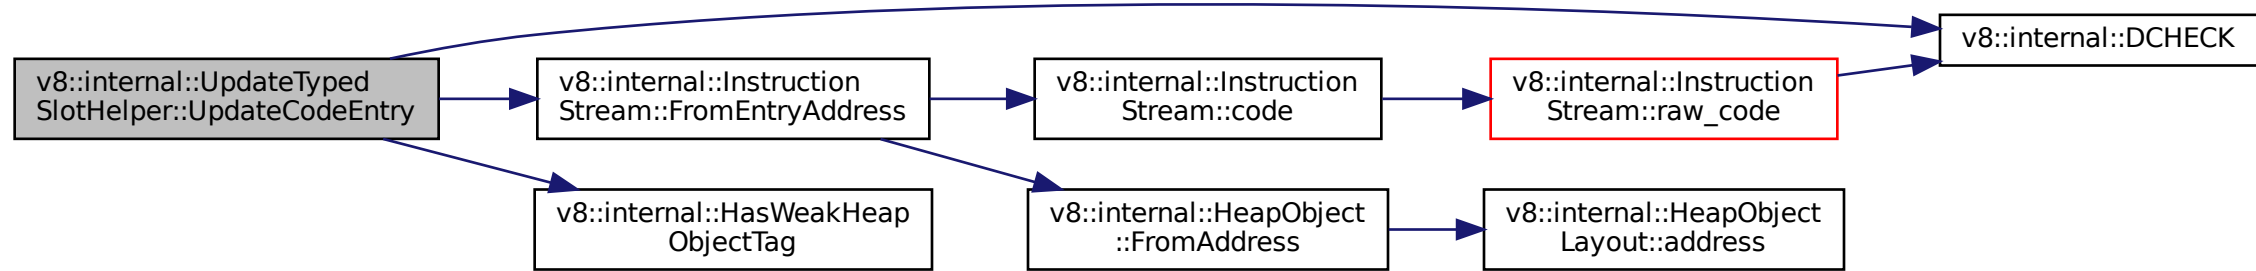 v8::internal::UpdateTyped
SlotHelper::UpdateCodeEntry
v8::internal::Instruction
Stream::FromEntryAddress
v8::internal::Instruction
Stream::code
v8::internal::Instruction
Stream::raw_code
v8::internal::DCHECK
v8::internal::HasWeakHeap
ObjectTag
v8::internal::HeapObject
::FromAddress
v8::internal::HeapObject
Layout::address